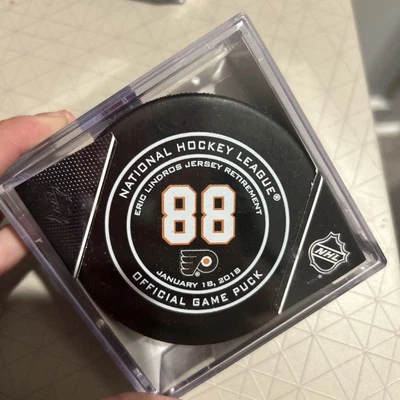 NATIONAL HOCKEY LEAGUE®
ERIC LINDROS JERSEY RETIREMENT
88
JANUARY 18, 2018
OFFICIAL GAME PUCK
NHL